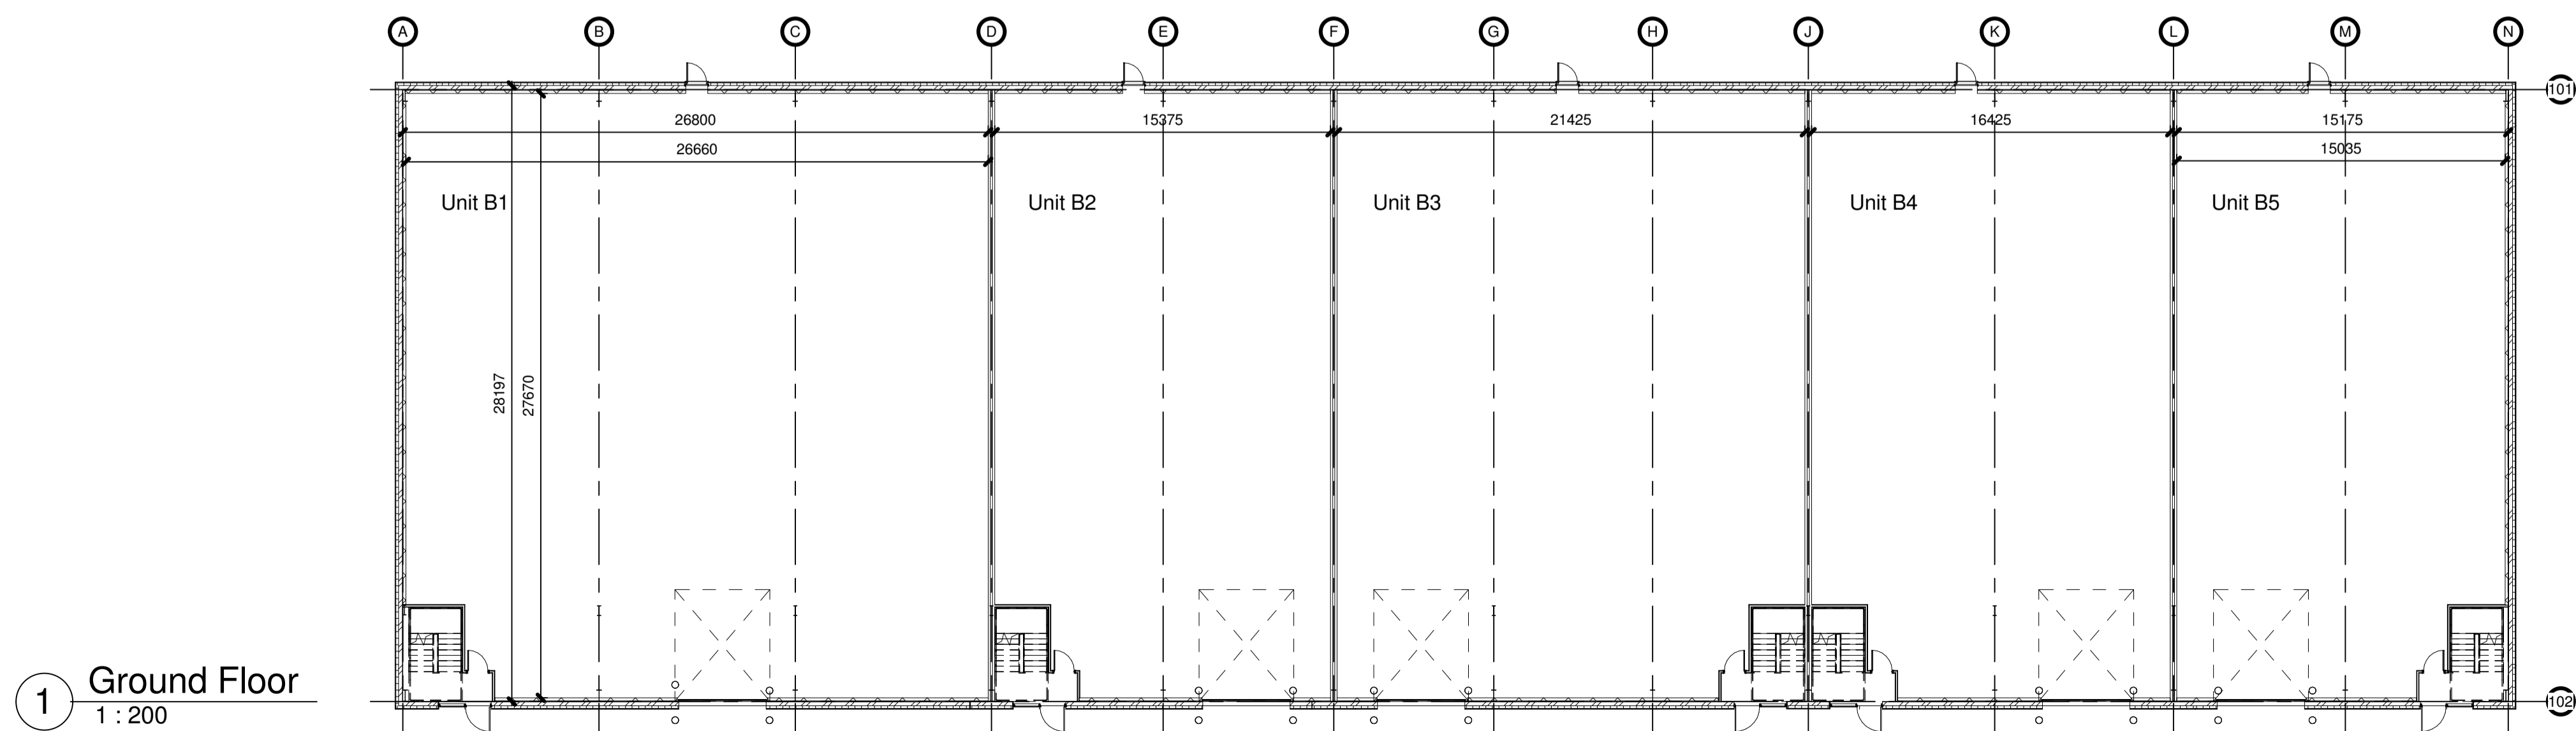 A B C D E F G H J K L M N
101
26800 15375 21425 16425 15175
26660 15035
Unit B1 Unit B2 Unit B3 Unit B4 Unit B5
28197 27670
1 Ground Floor
1 : 200
102